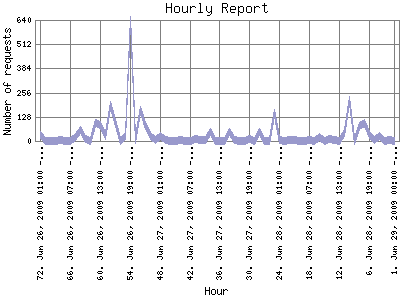 Hourly Report
Number of requests
640
512
384
256
128
0
72. Jun 26, 2009 01:00 -...
66. Jun 26, 2009 07:00 -...
60. Jun 26, 2009 13:00 -...
54. Jun 26, 2009 19:00 -...
48. Jun 27, 2009 01:00 -...
42. Jun 27, 2009 07:00 -...
36. Jun 27, 2009 13:00 -...
30. Jun 27, 2009 19:00 -...
24. Jun 28, 2009 01:00 -...
18. Jun 28, 2009 07:00 -...
12. Jun 28, 2009 13:00 -...
6. Jun 28, 2009 19:00 -...
1. Jun 29, 2009 00:00 -...
Hour